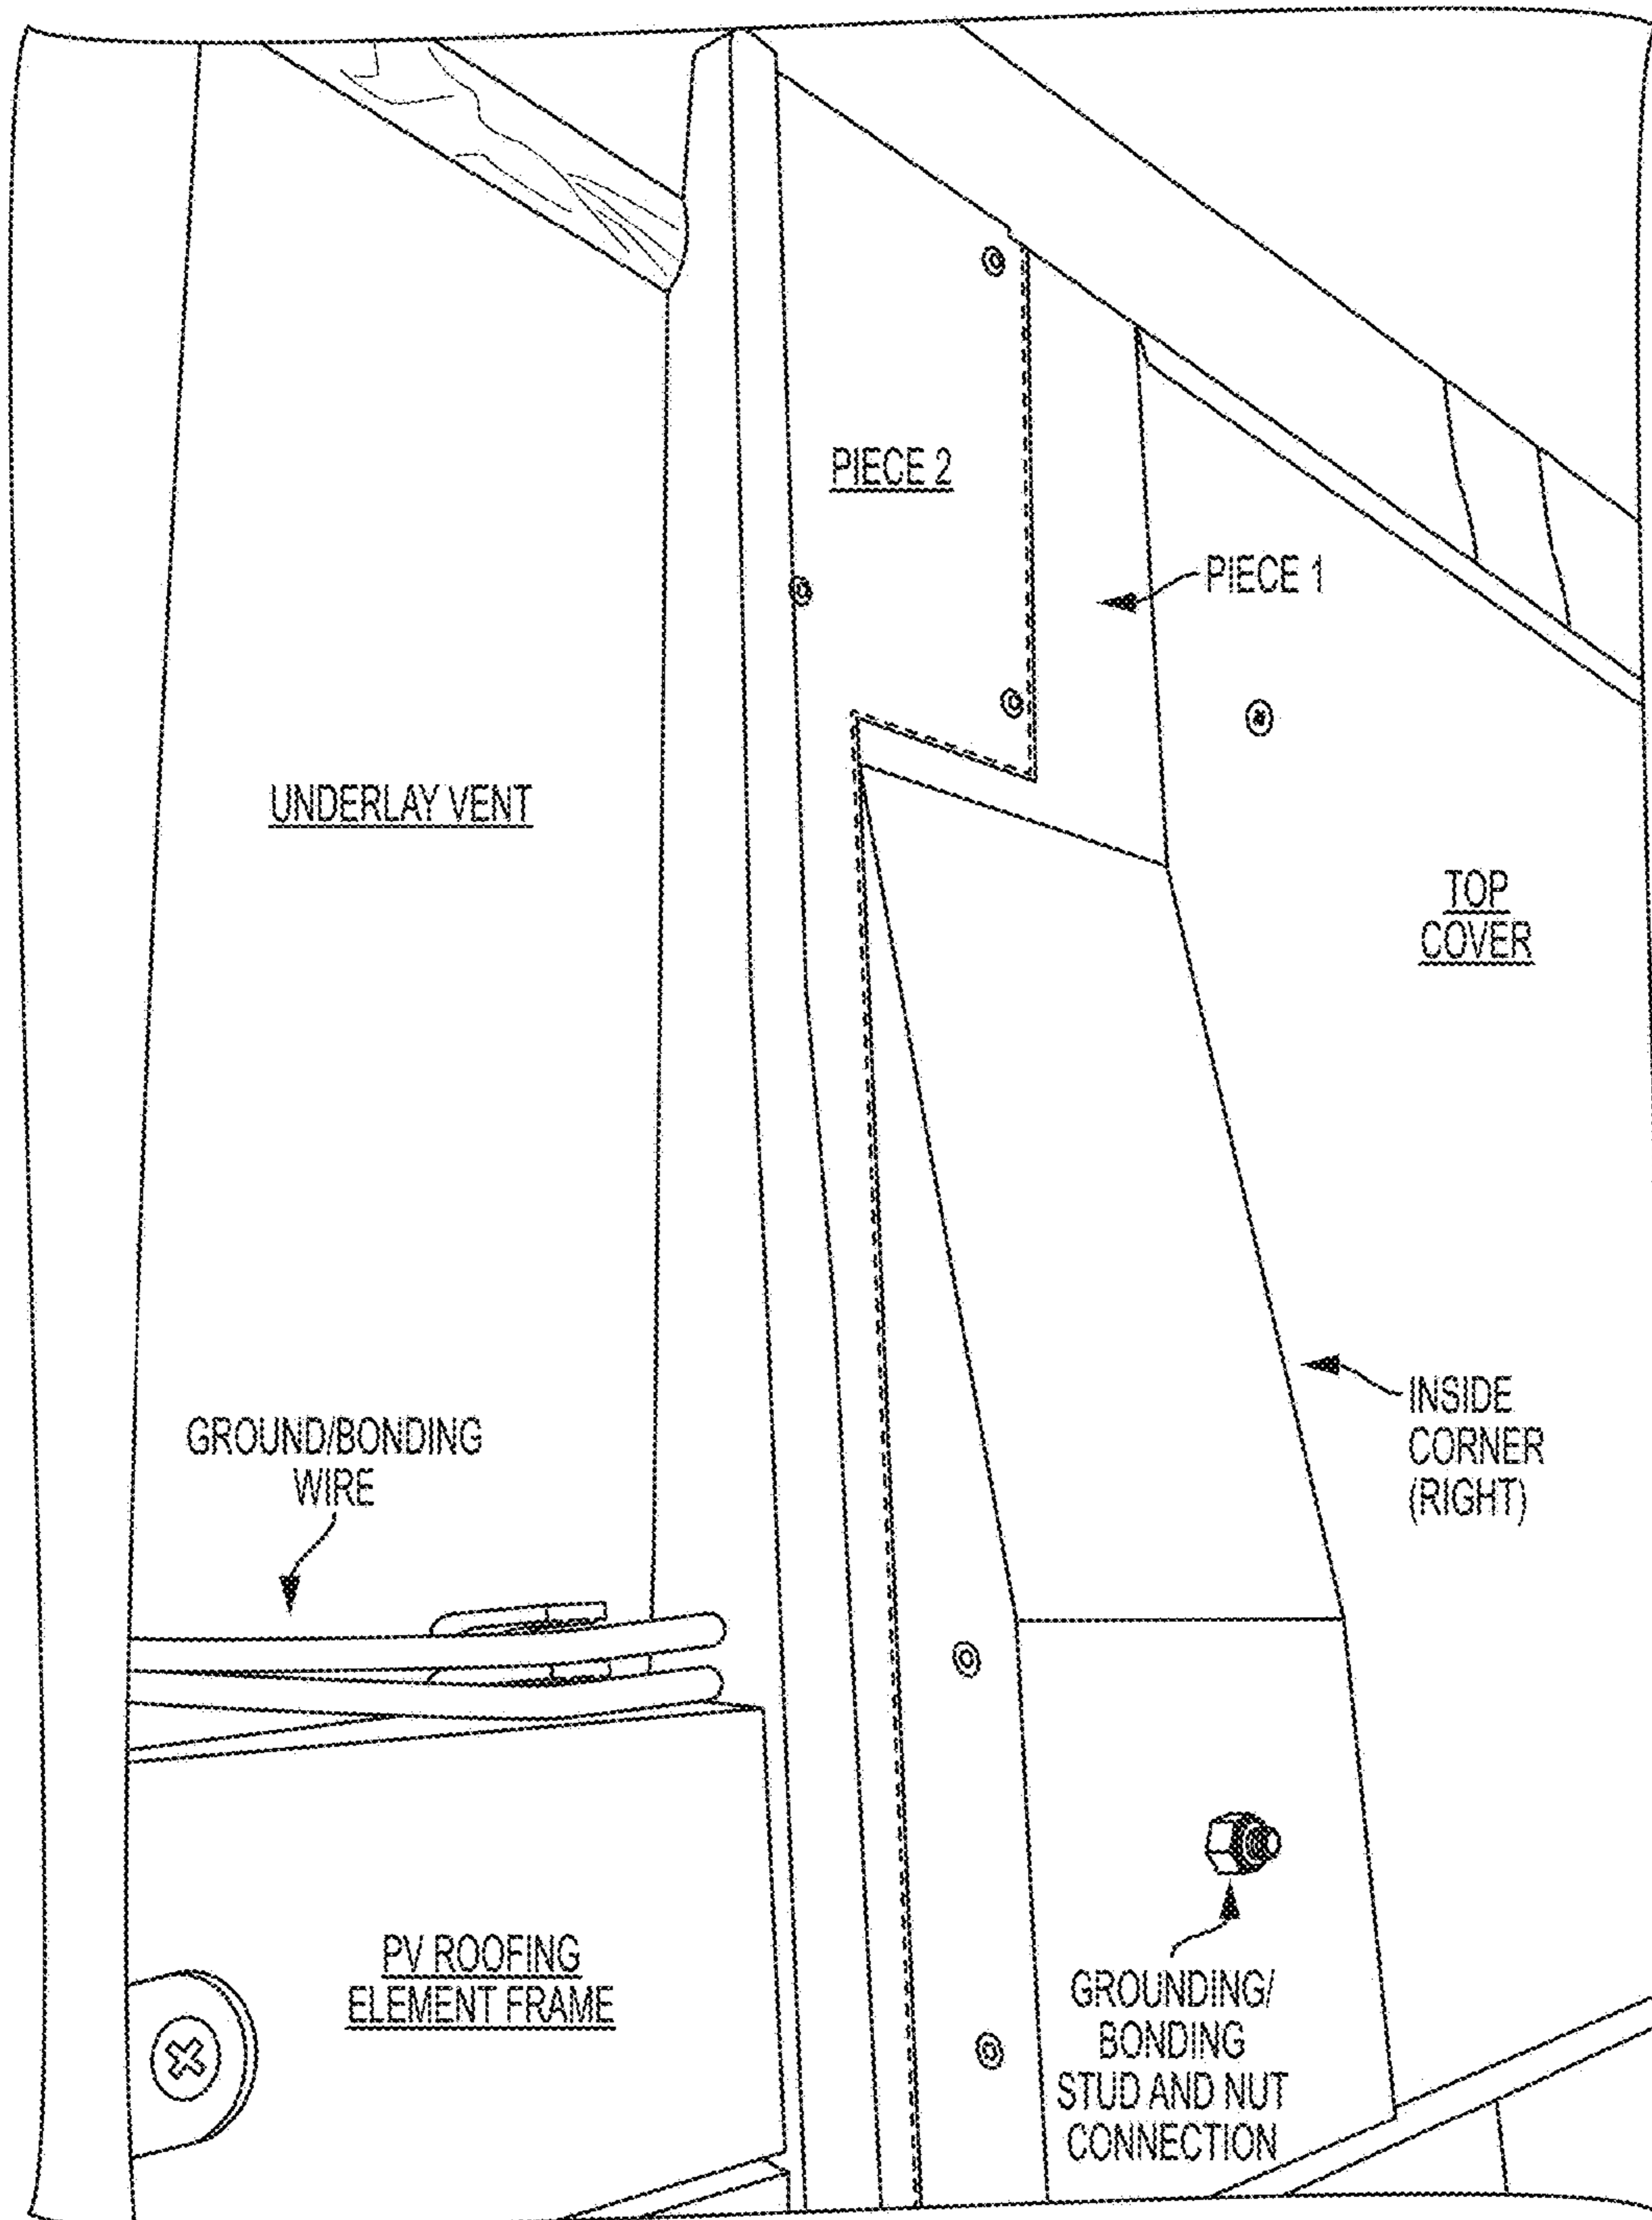 PIECE 2
PIECE 1
UNDERLAY VENT
TOP
COVER
INSIDE
CORNER
(RIGHT)
GROUND/BONDING
WIRE
PV ROOFING
ELEMENT FRAME
GROUNDING/
BONDING
STUD AND NUT
CONNECTION